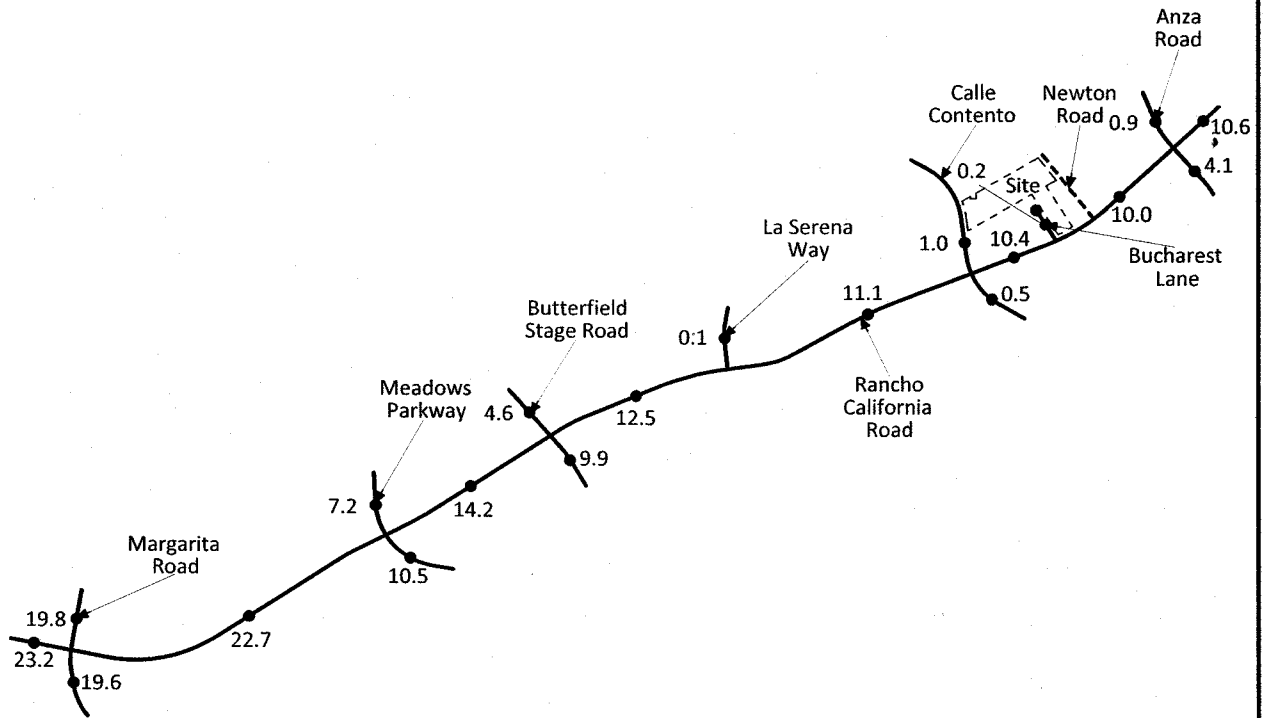 Anza
Road
Calle
Contento
Newton
Road
0.9
10.6
4.1
0.2
Site
10.0
La Serena
Way
1.0
10.4
Bucharest
Lane
0.5
11.1
Butterfield
Stage Road
0.1
Rancho
California
Road
Meadows
Parkway
4.6
12.5
9.9
7.2
14.2
Margarita
Road
10.5
19.8
22.7
23.2
19.6